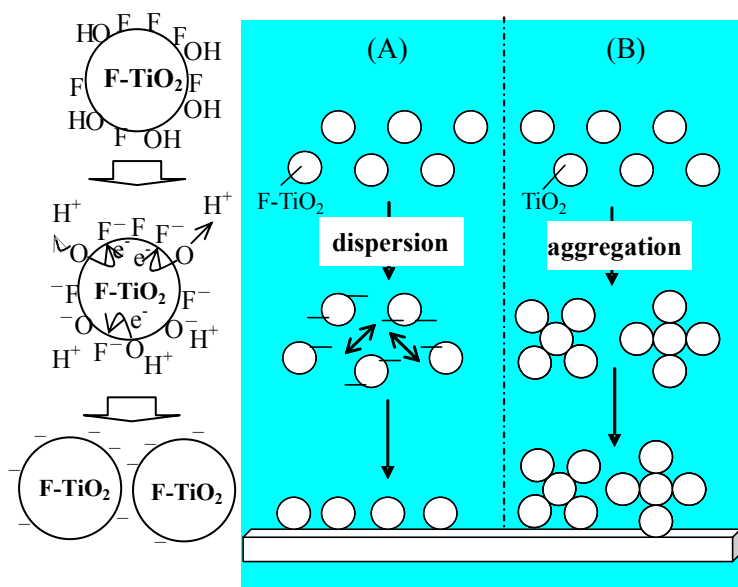 HO F F F OH
F F-TiO₂ F
HO F OH OH
H⁺ F⁻ F F⁻ H⁺
O e⁻ e⁻ O
⁻F F-TiO₂ F⁻
⁻O e⁻ O⁻
H⁺ F⁻ O H⁺ H⁺
F-TiO₂ F-TiO₂
(A)
F-TiO₂
dispersion
(B)
TiO₂
aggregation